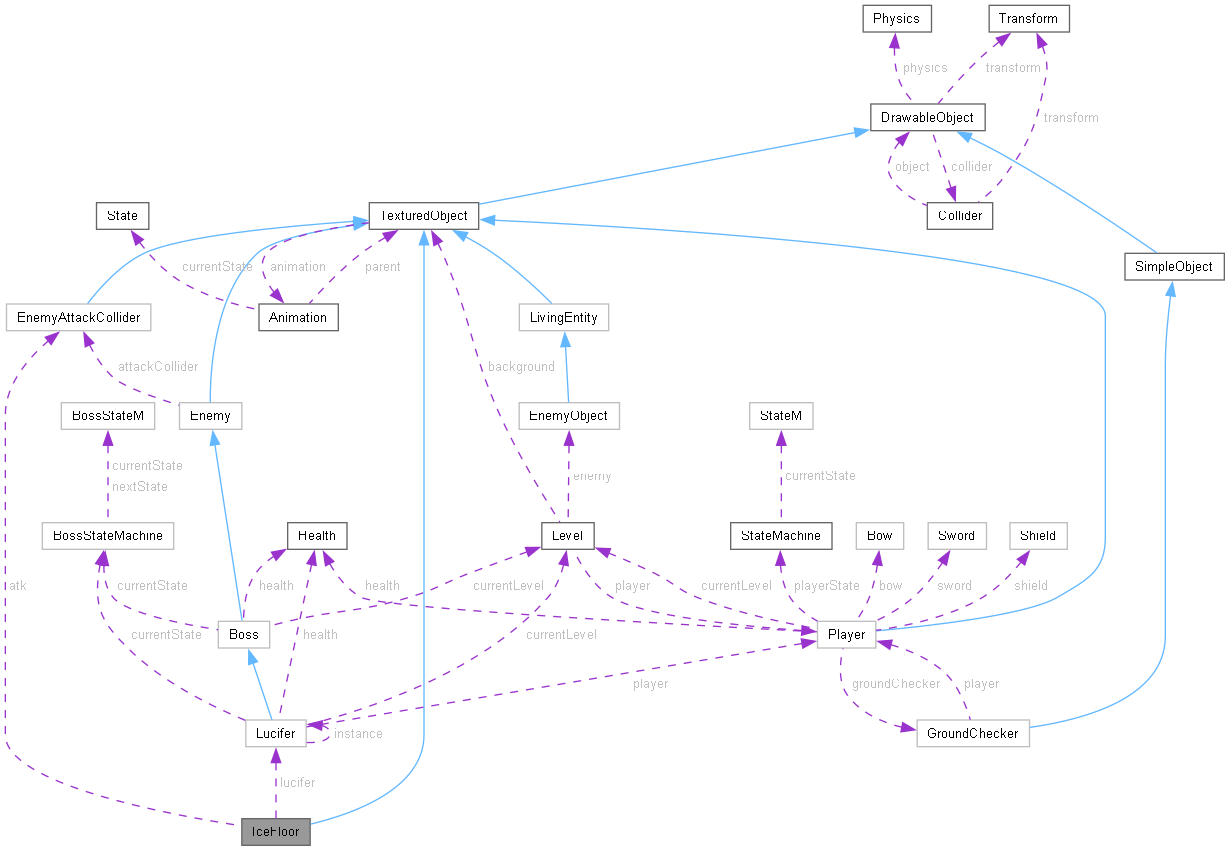 Physics
Transform
physics
transform
DrawableObject
transform
object
collider
State
TexturedObject
Collider
currentState
animation
parent
SimpleObject
EnemyAttackCollider
Animation
LivingEntity
attackCollider
background
BossStateM
Enemy
EnemyObject
StateM
currentState
nextState
enemy
currentState
BossStateMachine
Health
Level
StateMachine
Bow
Sword
Shield
atk
currentState
health
health
currentLevel
player
currentLevel
playerState
bow
sword
shield
currentState
health
currentLevel
Boss
Player
player
groundChecker
player
Lucifer
instance
GroundChecker
lucifer
IceFloor